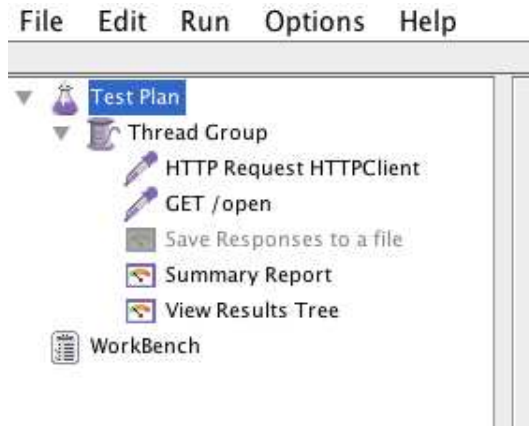 File Edit Run Options Help
Test Plan
Thread Group
HTTP Request HTTPClient
GET /open
Save Responses to a file
Summary Report
View Results Tree
WorkBench